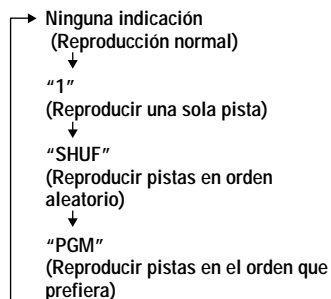 Ninguna indicación
(Reproducción normal)
“1”
(Reproducir una sola pista)
“SHUF”
(Reproducir pistas en orden
aleatorio)
“PGM”
(Reproducir pistas en el orden que
prefiera)